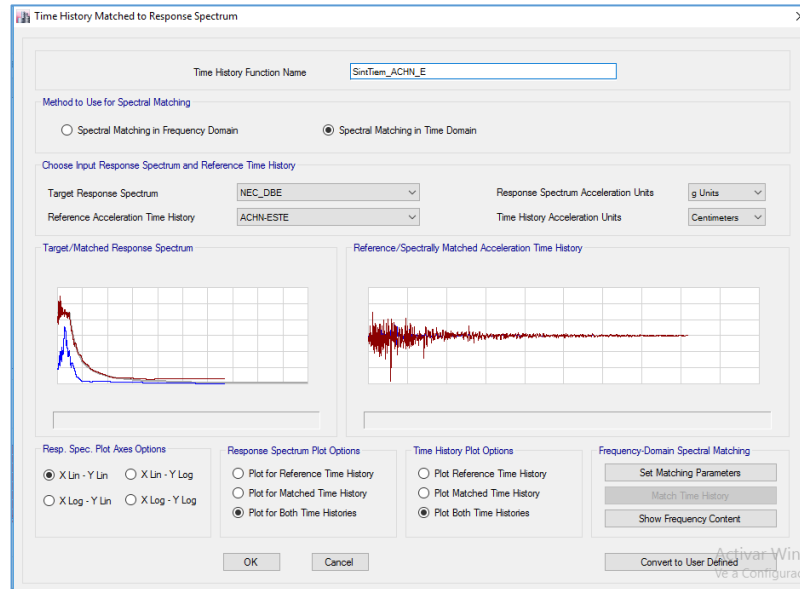 Time History Matched to Response Spectrum
Time History Function Name
SintTiem_ACHN_E
Method to Use for Spectral Matching
Spectral Matching in Frequency Domain
Spectral Matching in Time Domain
Choose Input Response Spectrum and Reference Time History
Target Response Spectrum
NEC_DBE
Response Spectrum Acceleration Units
g Units
Reference Acceleration Time History
ACHN-ESTE
Time History Acceleration Units
Centimeters
Target/Matched Response Spectrum
Reference/Spectrally Matched Acceleration Time History
Resp. Spec. Plot Axes Options
X Lin - Y Lin
X Lin - Y Log
X Log - Y Lin
X Log - Y Log
Response Spectrum Plot Options
Plot for Reference Time History
Plot for Matched Time History
Plot for Both Time Histories
Time History Plot Options
Plot Reference Time History
Plot Matched Time History
Plot Both Time Histories
Frequency-Domain Spectral Matching
Set Matching Parameters
Match Time History
Show Frequency Content
OK
Cancel
Convert to User Defined
Activar Win
Ve a Configurac